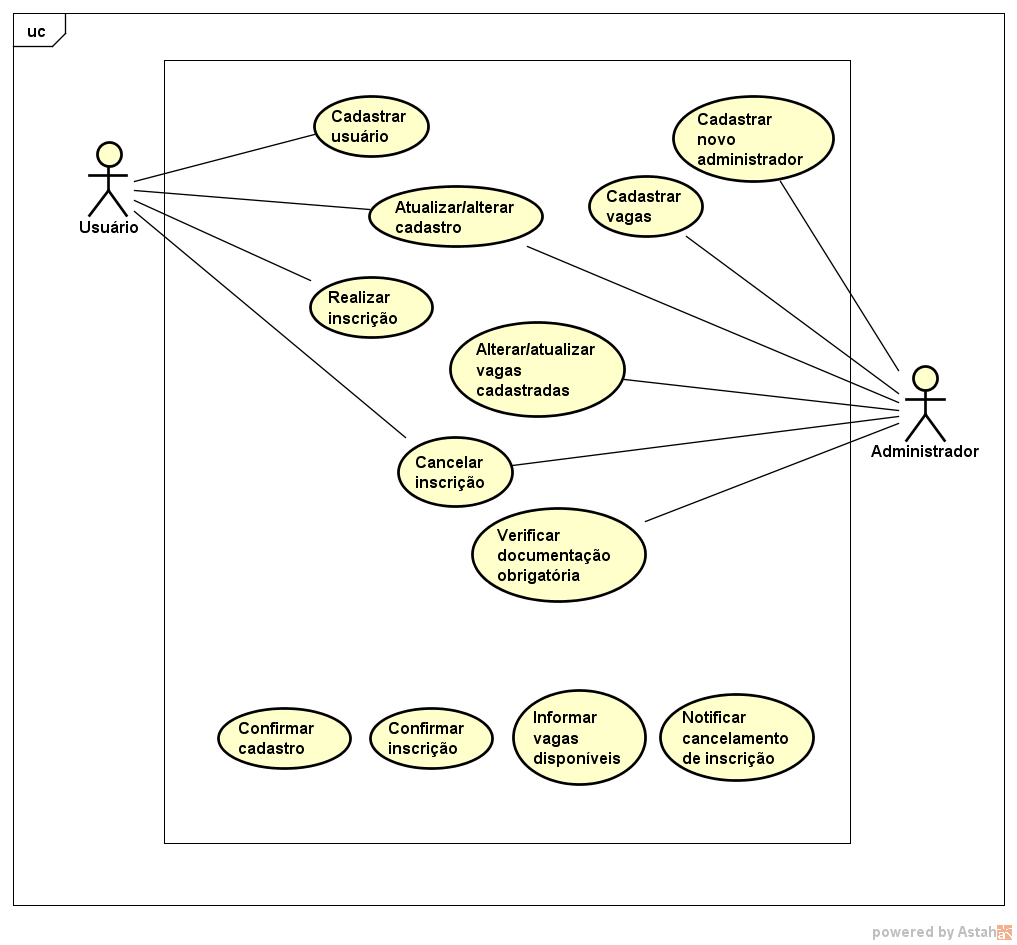 uc
Cadastrar
usuário
Cadastrar
novo
administrador
Usuário
Atualizar/alterar
cadastro
Cadastrar
vagas
Realizar
inscrição
Alterar/atualizar
vagas
cadastradas
Administrador
Cancelar
inscrição
Verificar
documentação
obrigatória
Confirmar
cadastro
Confirmar
inscrição
Informar
vagas
disponíveis
Notificar
cancelamento
de inscrição
powered by Astah